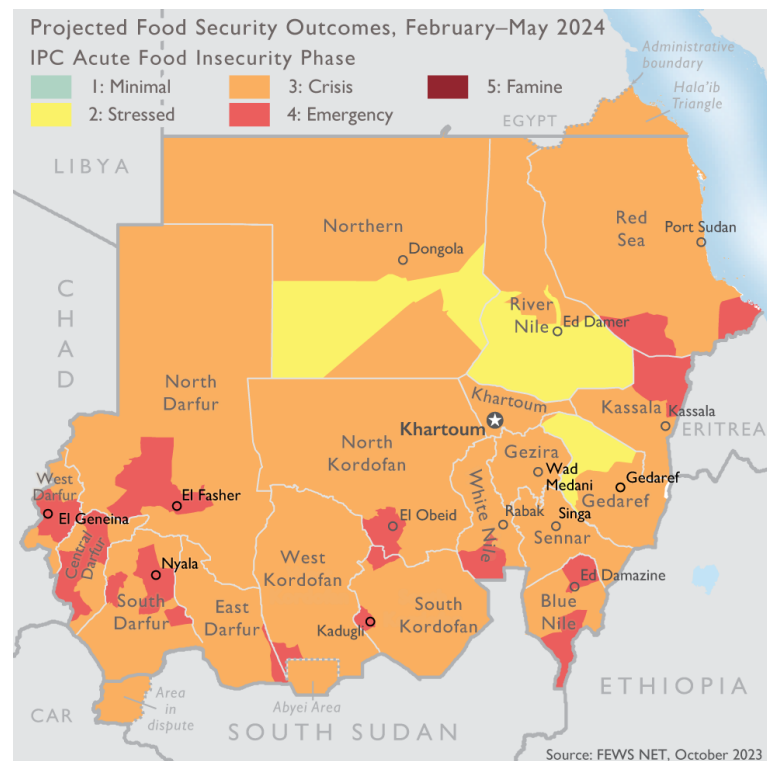 Projected Food Security Outcomes, February–May 2024
IPC Acute Food Insecurity Phase
1: Minimal
3: Crisis
5: Famine
2: Stressed
4: Emergency
Administrative
boundary
Hala'ib
Triangle
EGYPT
LIBYA
Northern
Dongola
Red
Sea
Port Sudan
CHAD
River
Nile
Ed Damer
North
Darfur
Khartoum
Khartoum
Kassala
Kassala
ERITREA
North
Kordofan
Gezira
Wad
Medani
Gedaref
Gedaref
West
Darfur
El Fasher
El Geneina
El Obeid
White Nile
Rabak
Singa
Sennar
Central
Darfur
Nyala
West
Kordofan
Ed Damazine
Blue
Nile
South
Darfur
East
Darfur
Kadugli
South
Kordofan
Area
in
dispute
Abyei Area
CAR
SOUTH SUDAN
ETHIOPIA
Source: FEWS NET, October 2023